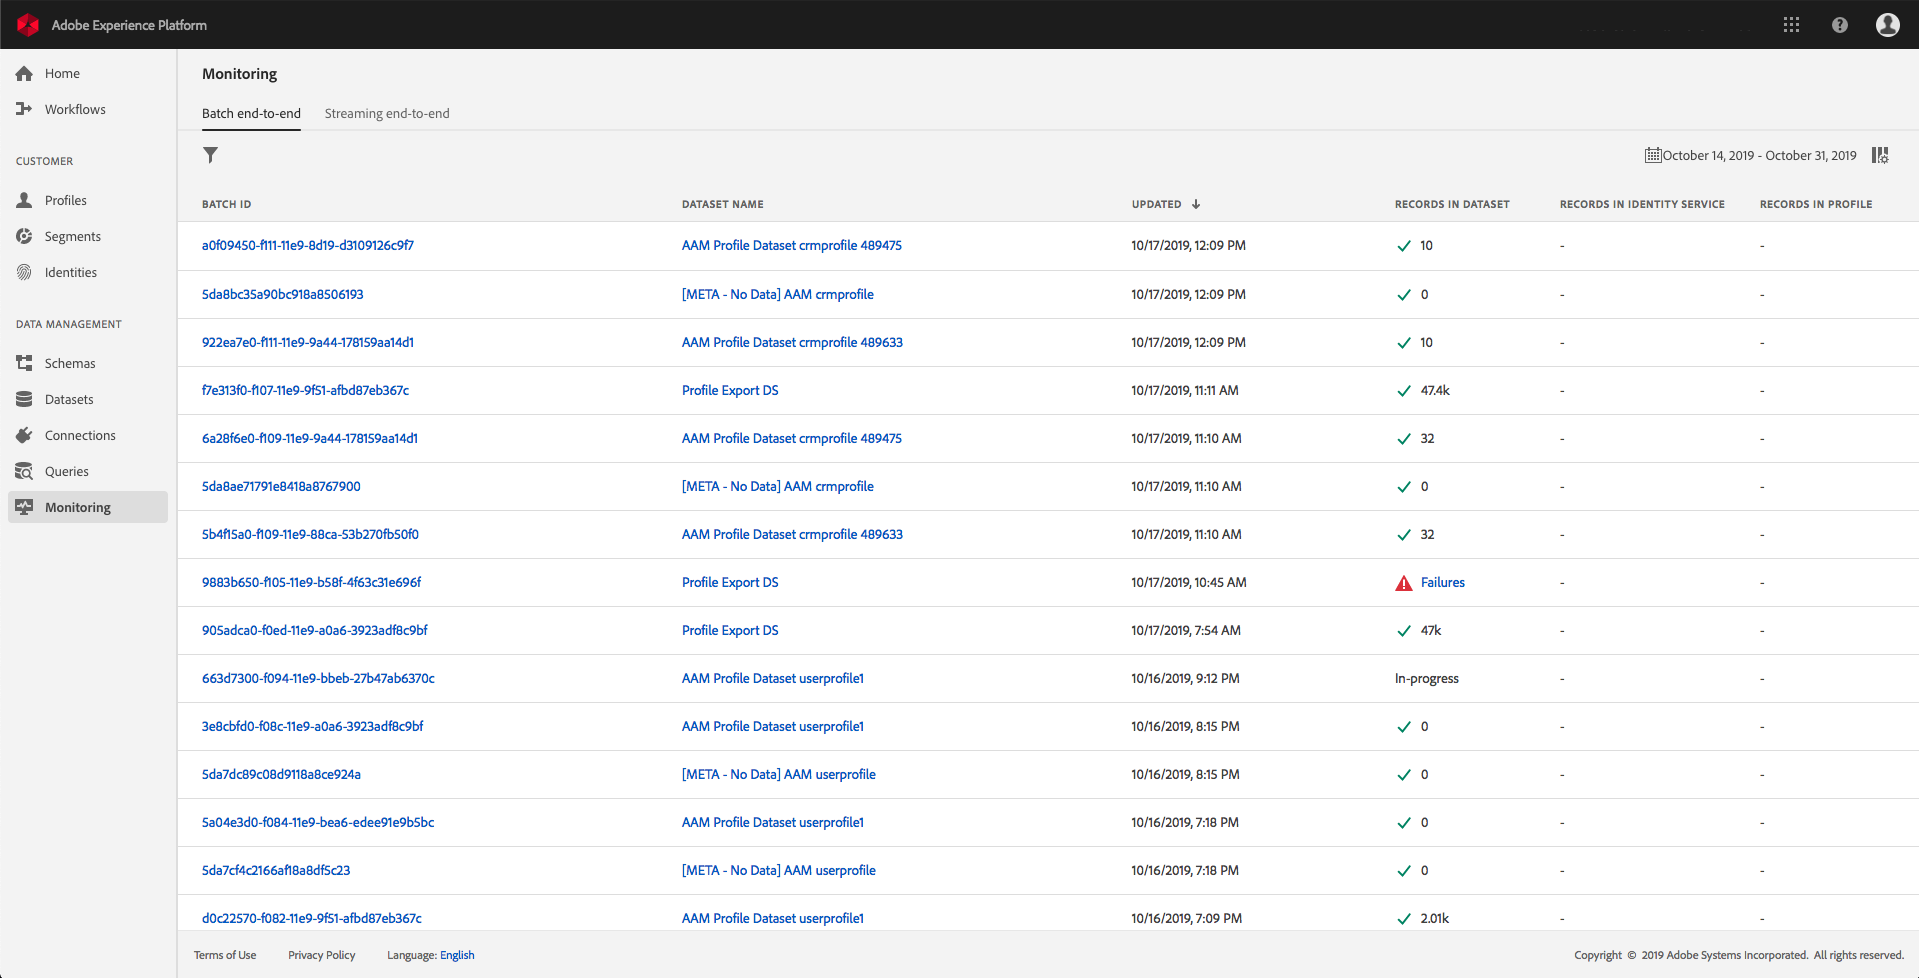 Adobe Experience Platform
Home
Workflows
CUSTOMER
Profiles
Segments
Identities
DATA MANAGEMENT
Schemas
Datasets
Connections
Queries
Monitoring
Monitoring
Batch end-to-end Streaming end-to-end
October 14, 2019 - October 31, 2019
BATCH ID DATASET NAME UPDATED ↓ RECORDS IN DATASET RECORDS IN IDENTITY SERVICE RECORDS IN PROFILE
a0f09450-f111-11e9-8d19-d3109126c9f7 AAM Profile Dataset crmprofile 489475 10/17/2019, 12:09 PM 10 - -
5da8bc35a90bc918a8506193 [META - No Data] AAM crmprofile 10/17/2019, 12:09 PM 0 - -
922ea7e0-f111-11e9-9a44-178159aa14d1 AAM Profile Dataset crmprofile 489633 10/17/2019, 12:09 PM 10 - -
f7e313f0-f107-11e9-9f51-afbd87eb367c Profile Export DS 10/17/2019, 11:11 AM 47.4k - -
6a28f6e0-f109-11e9-9a44-178159aa14d1 AAM Profile Dataset crmprofile 489475 10/17/2019, 11:10 AM 32 - -
5da8ae71791e8418a8767900 [META - No Data] AAM crmprofile 10/17/2019, 11:10 AM 0 - -
5b4f15a0-f109-11e9-88ca-53b270fb50f0 AAM Profile Dataset crmprofile 489633 10/17/2019, 11:10 AM 32 - -
9883b650-f105-11e9-b58f-4f63c31e696f Profile Export DS 10/17/2019, 10:45 AM Failures - -
905adca0-f0ed-11e9-a0a6-3923adf8c9bf Profile Export DS 10/17/2019, 7:54 AM 47k - -
663d7300-f094-11e9-bbeb-27b47ab6370c AAM Profile Dataset userprofile1 10/16/2019, 9:12 PM In-progress - -
3e8cbfd0-f08c-11e9-a0a6-3923adf8c9bf AAM Profile Dataset userprofile1 10/16/2019, 8:15 PM 0 - -
5da7dc89c08d9118a8ce924a [META - No Data] AAM userprofile 10/16/2019, 8:15 PM 0 - -
5a04e3d0-f084-11e9-bea6-edee91e9b5bc AAM Profile Dataset userprofile1 10/16/2019, 7:18 PM 0 - -
5da7cf4c2166af18a8df5c23 [META - No Data] AAM userprofile 10/16/2019, 7:18 PM 0 - -
d0c22570-f082-11e9-9f51-afbd87eb367c AAM Profile Dataset userprofile1 10/16/2019, 7:09 PM 2.01k - -
Terms of Use Privacy Policy Language: English Copyright © 2019 Adobe Systems Incorporated. All rights reserved.